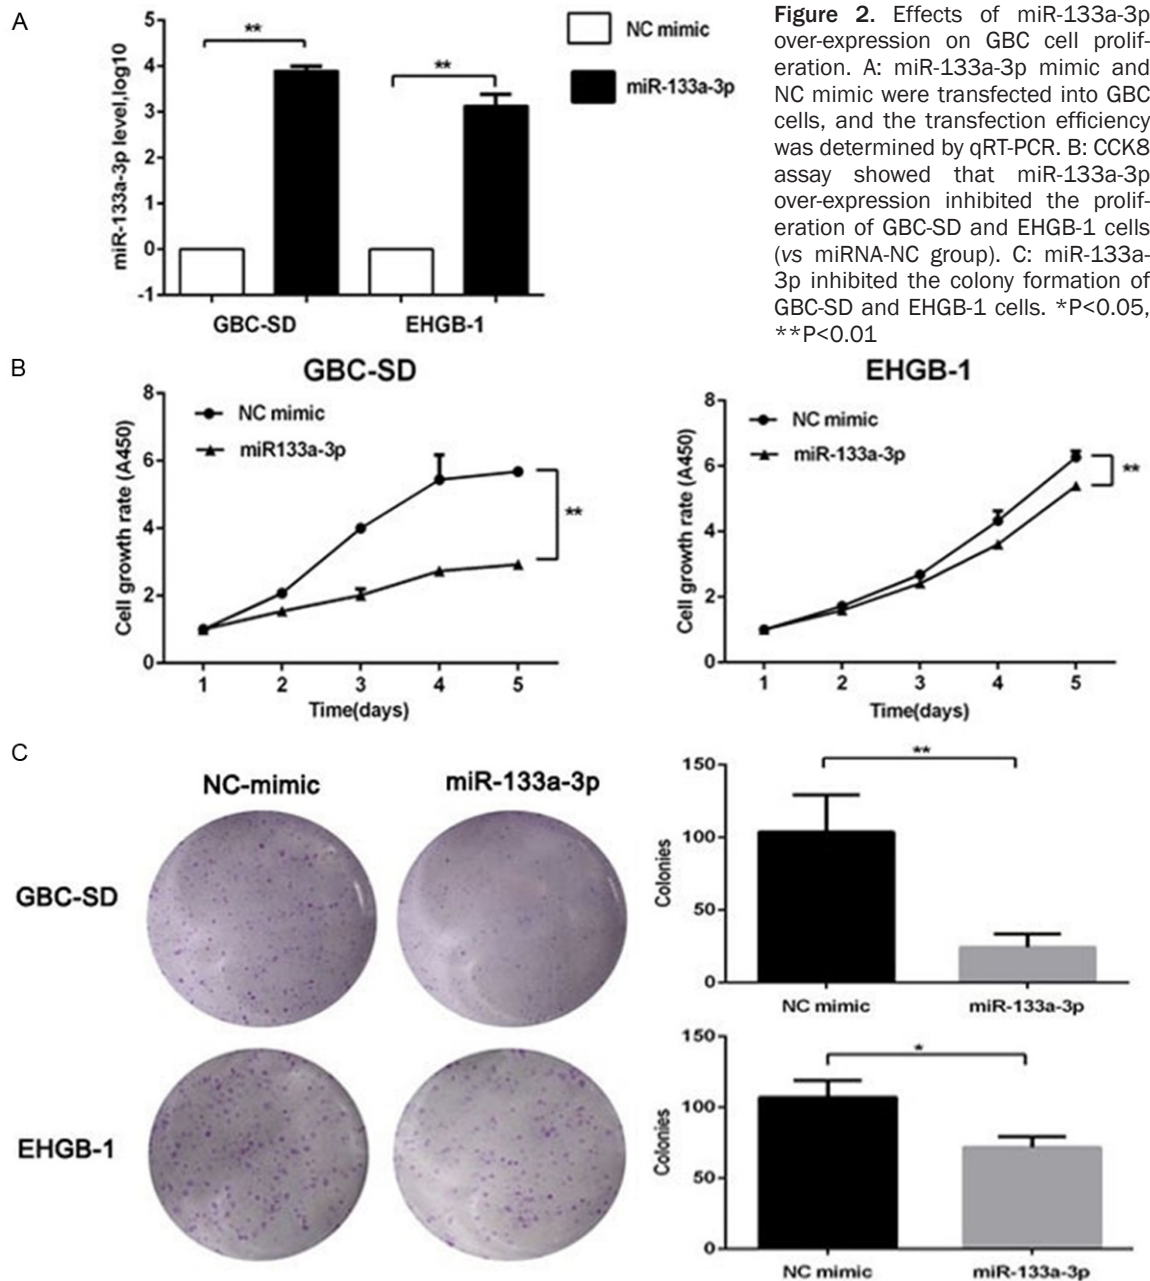 A
5
4
3
2
1
0
-1
miR-133a-3p level,log10
**
**
GBC-SD
EHGB-1
NC mimic
miR-133a-3p
Figure 2. Effects of miR-133a-3p
over-expression on GBC cell prolif-
eration. A: miR-133a-3p mimic and
NC mimic were transfected into GBC
cells, and the transfection efficiency
was determined by qRT-PCR. B: CCK8
assay showed that miR-133a-3p
over-expression inhibited the prolif-
eration of GBC-SD and EHGB-1 cells
(vs miRNA-NC group). C: miR-133a-
3p inhibited the colony formation of
GBC-SD and EHGB-1 cells. *P<0.05,
**P<0.01
B
GBC-SD
8
6
4
2
0
Cell growth rate (A450)
NC mimic
miR133a-3p
**
1 2 3 4 5
Time(days)
EHGB-1
8
6
4
2
0
Cell growth rate (A450)
NC mimic
miR-133a-3p
**
1 2 3 4 5
Time(days)
C
NC-mimic
miR-133a-3p
GBC-SD
EHGB-1
150
100
50
0
Colonies
**
NC mimic
miR-133a-3p
150
100
50
0
Colonies
*
NC mimic
miR-133a-3p